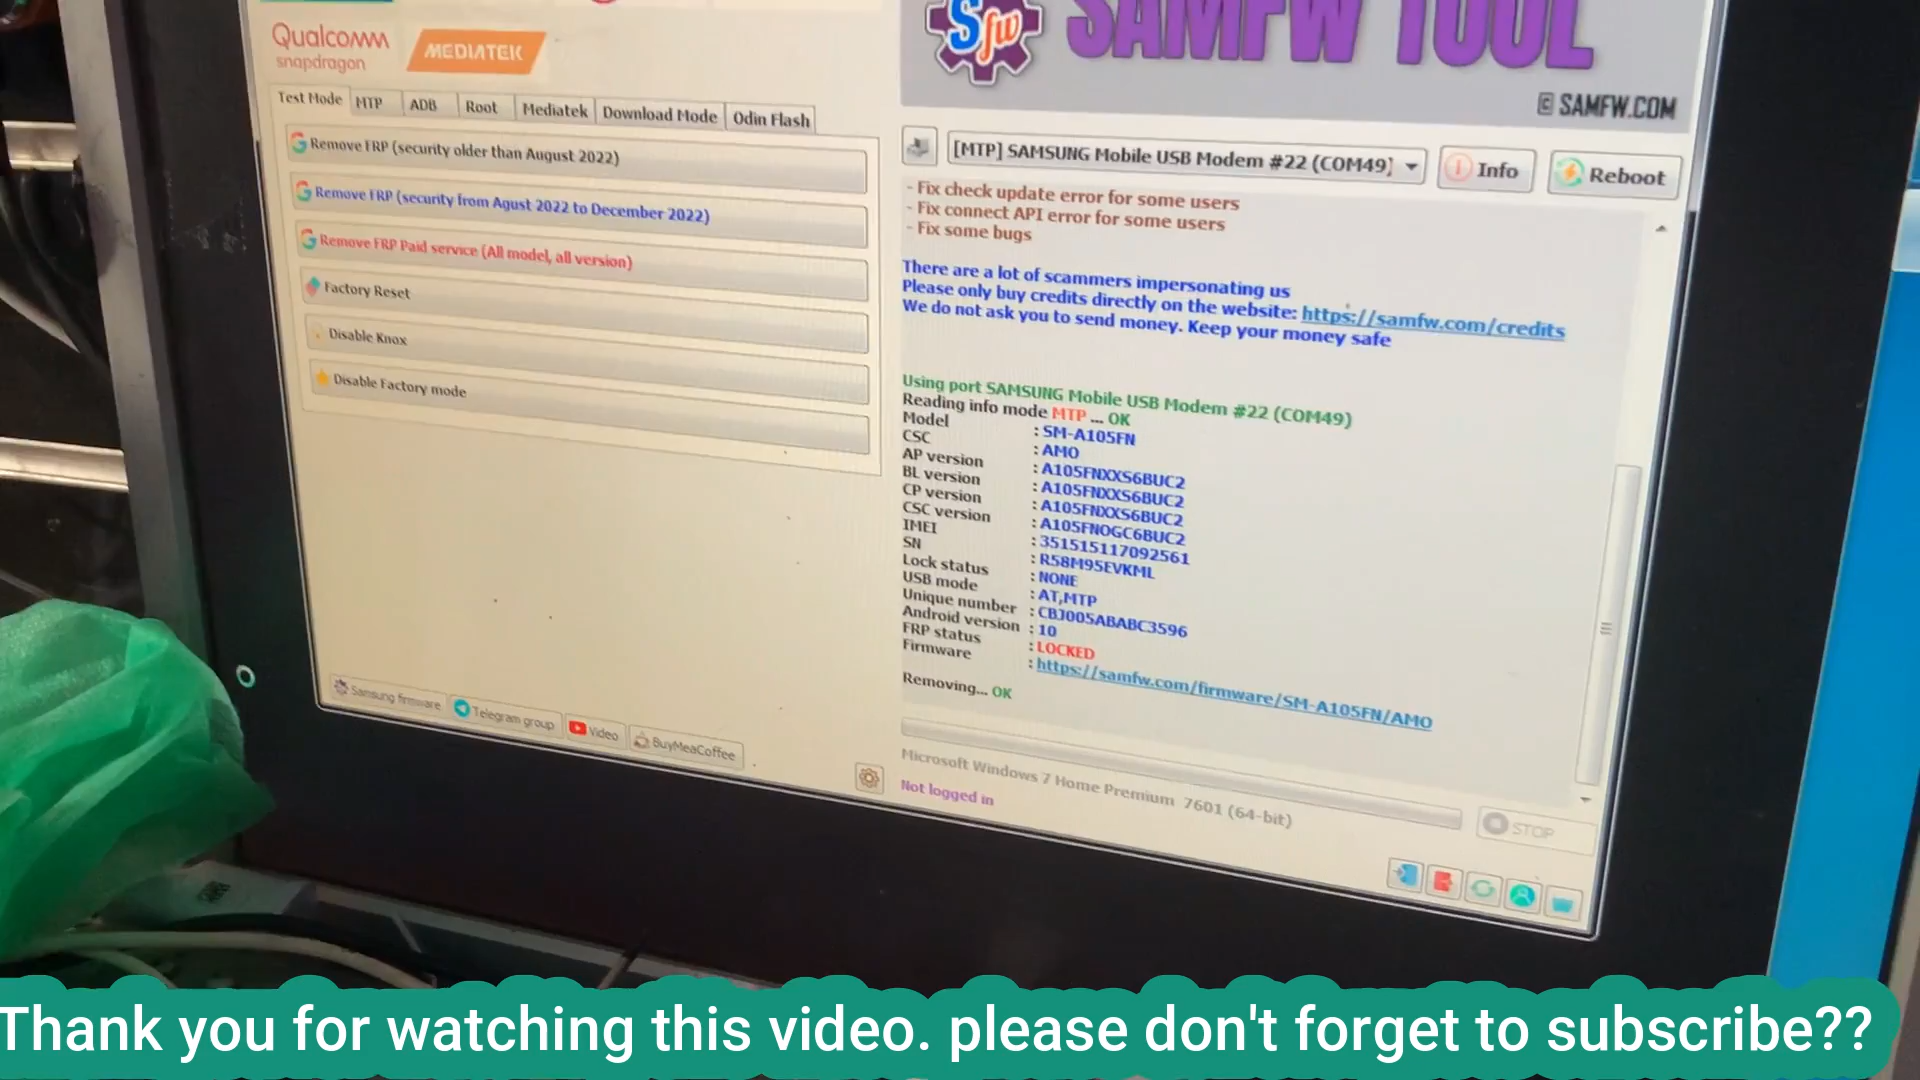 Qualcomm
snapdragon
MEDIATEK
Test Mode MTP ADB Root Mediatek Download Mode Odin Flash
Remove FRP (security older than August 2022)
Remove FRP (security from Agust 2022 to December 2022)
Remove FRP Paid service (All model, all version)
Factory Reset
Disable Knox
Disable Factory mode
Samsung firmware Telegram group Video BuyMeaCoffee
Sfw SAMFW TOOL
© SAMFW.COM
[MTP] SAMSUNG Mobile USB Modem #22 (COM49) Info Reboot
- Fix check update error for some users
- Fix connect API error for some users
- Fix some bugs
There are a lot of scammers impersonating us
Please only buy credits directly on the website: https://samfw.com/credits
We do not ask you to send money. Keep your money safe
Using port SAMSUNG Mobile USB Modem #22 (COM49)
Reading info mode MTP ... OK
Model : SM-A105FN
CSC : AMO
AP version : A105FNXXS6BUC2
BL version : A105FNXXS6BUC2
CP version : A105FNXXS6BUC2
CSC version : A105FNOGC6BUC2
IMEI : 351515117092561
SN : R58M95EVKML
Lock status : NONE
USB mode : AT,MTP
Unique number : CBJ005ABABC3596
Android version : 10
FRP status : LOCKED
Firmware : https://samfw.com/firmware/SM-A105FN/AMO
Removing... OK
Microsoft Windows 7 Home Premium 7601 (64-bit)
Not logged in
STOP
Thank you for watching this video. please don't forget to subscribe??